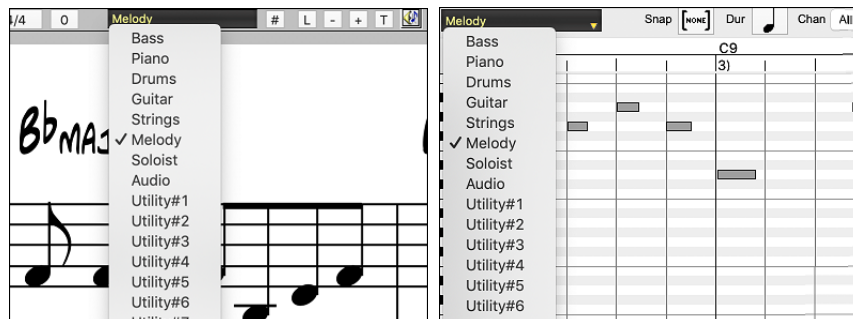 4/4 0 Melody # L - + T
Bass
Piano
Drums
Guitar
Strings
BbMAJ
✓ Melody
Soloist
Audio
Utility#1
Utility#2
Utility#3
Utility#4
Utility#5
Utility#6
Melody Snap [NONE] Dur Chan All
C9
3)
Bass
Piano
Drums
Guitar
Strings
✓ Melody
Soloist
Audio
Utility#1
Utility#2
Utility#3
Utility#4
Utility#5
Utility#6